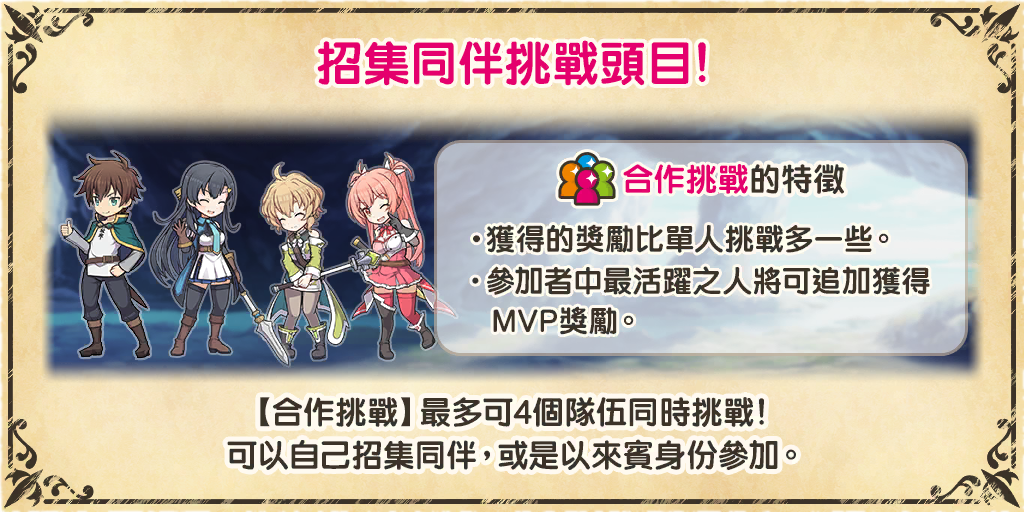 招集同伴挑戰頭目!
合作挑戰的特徵
・獲得的獎勵比單人挑戰多一些。
・參加者中最活躍之人將可追加獲得
MVP獎勵。
【合作挑戰】最多可4個隊伍同時挑戰!
可以自己招集同伴,或是以來賓身份參加。